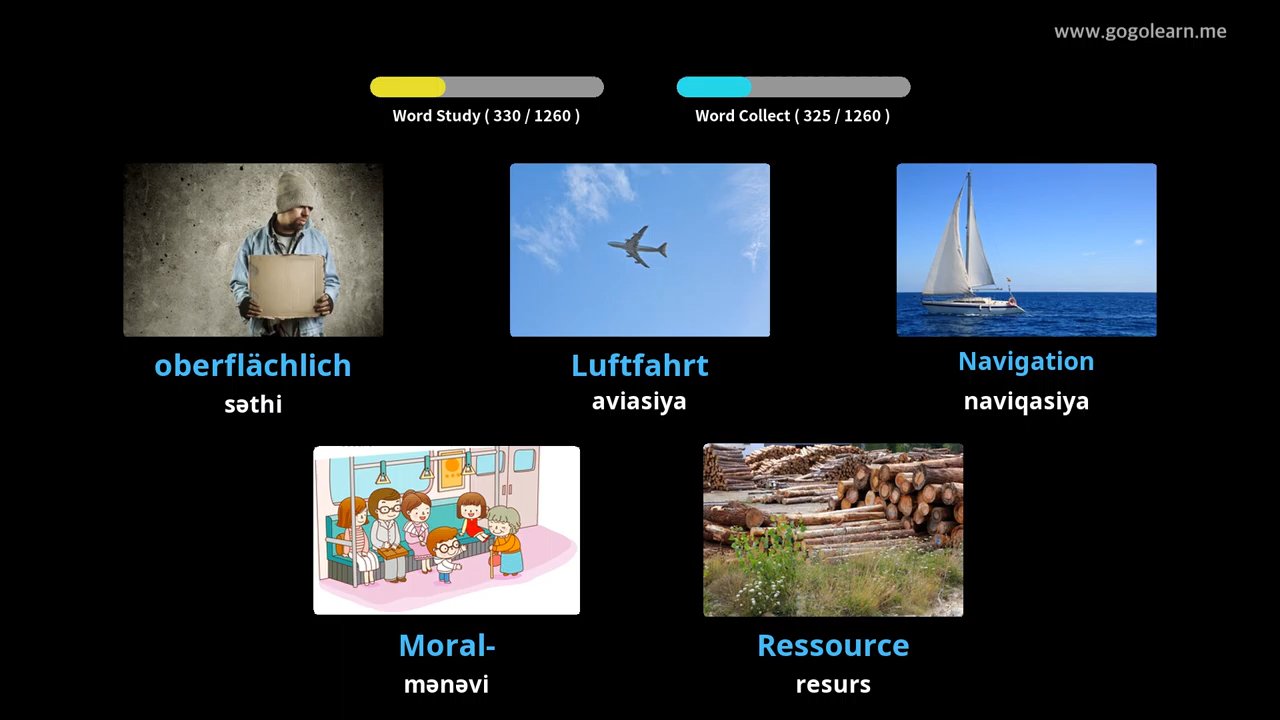 www.gogolearn.me
Word Study ( 330 / 1260 )
Word Collect ( 325 / 1260 )
oberflächlich
səthi
Luftfahrt
aviasiya
Navigation
naviqasiya
Moral-
mənəvi
Ressource
resurs